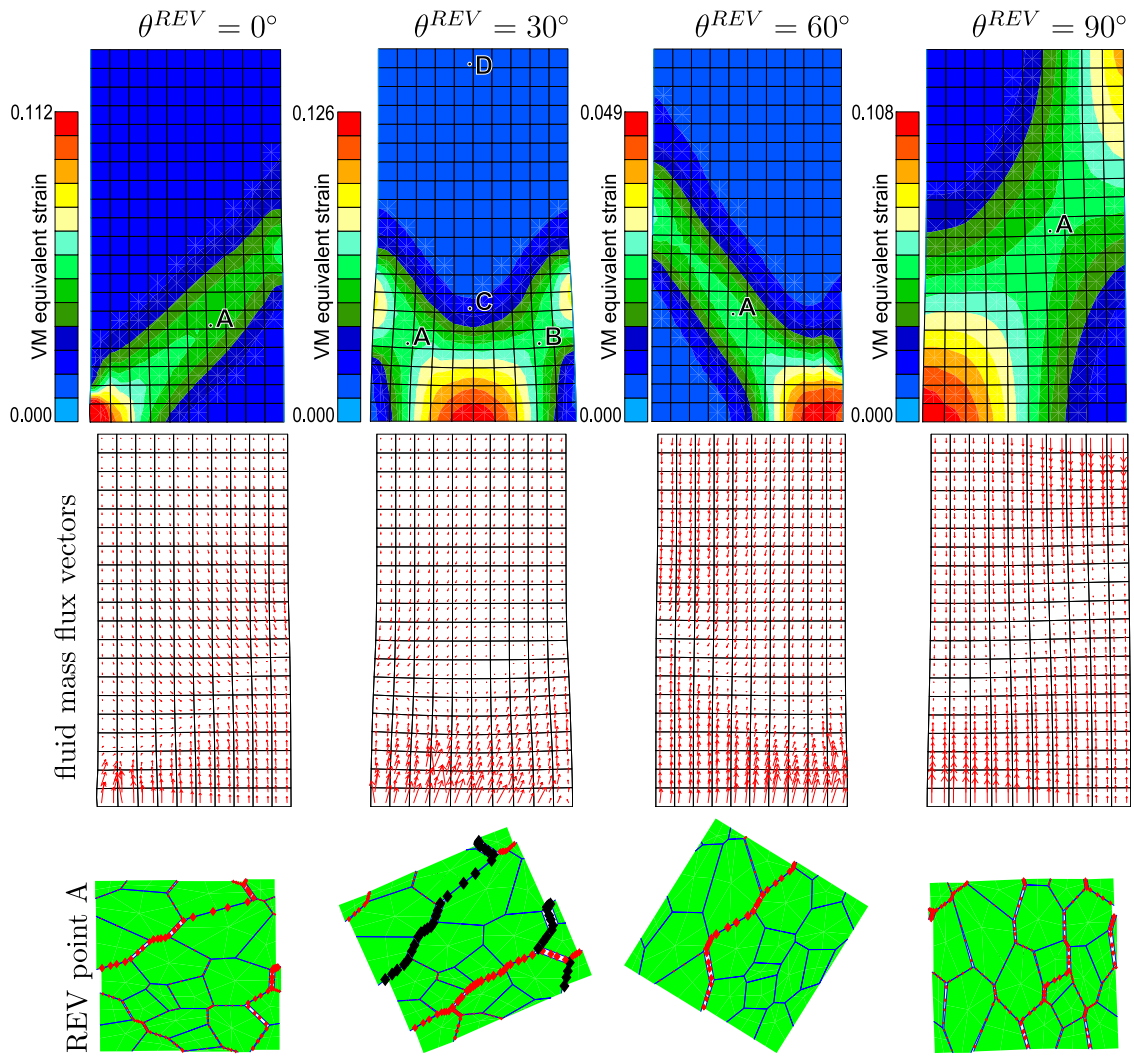 θ^{REV} = 0° θ^{REV} = 30° θ^{REV} = 60° θ^{REV} = 90°
D
0.112 0.126 0.049 0.108
VM equivalent strain
VM equivalent strain
VM equivalent strain
VM equivalent strain
A
C
A
A
A
B
0.000 0.000 0.000 0.000
fluid mass flux vectors
REV point A